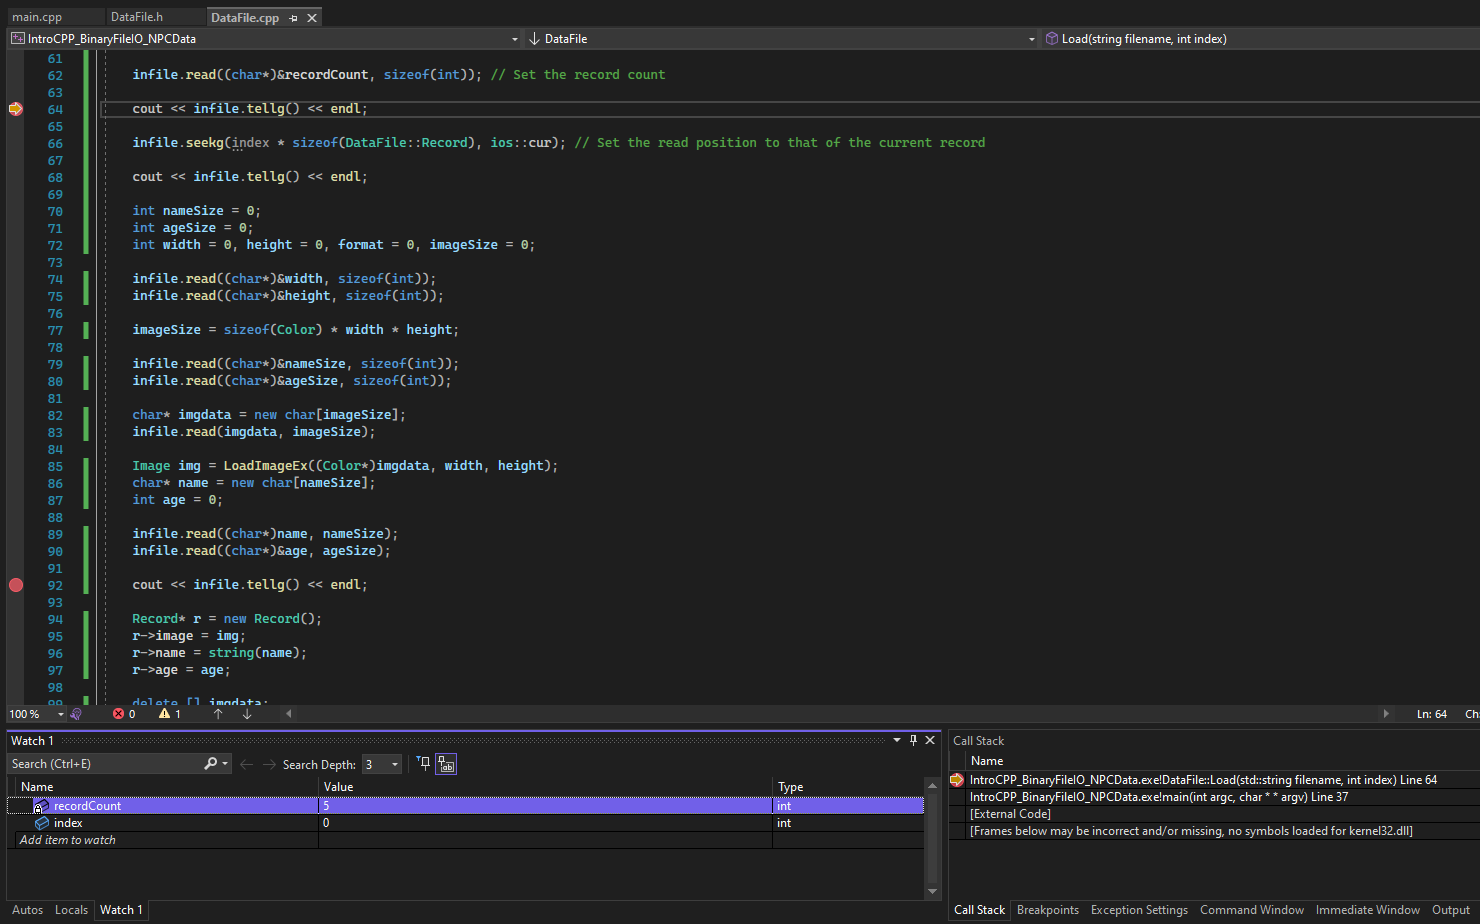 main.cpp DataFile.h DataFile.cpp
IntroCPP_BinaryFileIO_NPCData DataFile Load(string filename, int index)
61
62 infile.read((char*)&recordCount, sizeof(int)); // Set the record count
63
64 cout << infile.tellg() << endl;
65
66 infile.seekg(index * sizeof(DataFile::Record), ios::cur); // Set the read position to that of the current record
67
68 cout << infile.tellg() << endl;
69
70 int nameSize = 0;
71 int ageSize = 0;
72 int width = 0, height = 0, format = 0, imageSize = 0;
73
74 infile.read((char*)&width, sizeof(int));
75 infile.read((char*)&height, sizeof(int));
76
77 imageSize = sizeof(Color) * width * height;
78
79 infile.read((char*)&nameSize, sizeof(int));
80 infile.read((char*)&ageSize, sizeof(int));
81
82 char* imgdata = new char[imageSize];
83 infile.read(imgdata, imageSize);
84
85 Image img = LoadImageEx((Color*)imgdata, width, height);
86 char* name = new char[nameSize];
87 int age = 0;
88
89 infile.read((char*)name, nameSize);
90 infile.read((char*)&age, ageSize);
91
92 cout << infile.tellg() << endl;
93
94 Record* r = new Record();
95 r->image = img;
96 r->name = string(name);
97 r->age = age;
98
99 delete [] imgdata;
100 % 0 1 Ln: 64 Ch:
Watch 1
Search (Ctrl+E) Search Depth: 3
Name Value Type
recordCount 5 int
index 0 int
Add item to watch
Autos Locals Watch 1
Call Stack
Name
IntroCPP_BinaryFileIO_NPCData.exe!DataFile::Load(std::string filename, int index) Line 64
IntroCPP_BinaryFileIO_NPCData.exe!main(int argc, char * * argv) Line 37
[External Code]
[Frames below may be incorrect and/or missing, no symbols loaded for kernel32.dll]
Call Stack Breakpoints Exception Settings Command Window Immediate Window Output